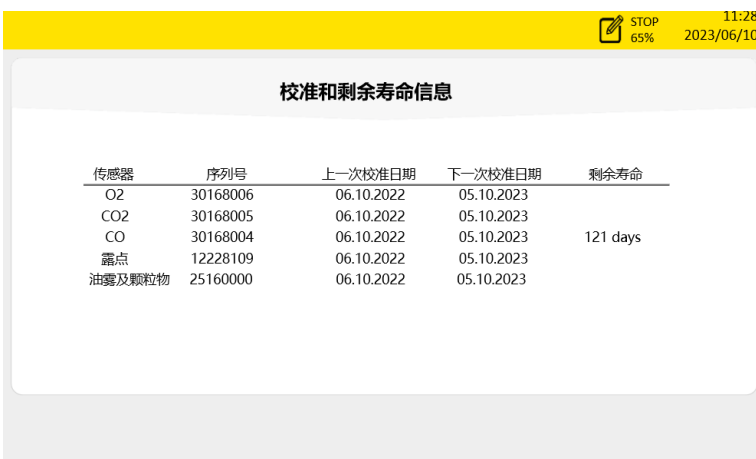 STOP 11:28
65% 2023/06/10
校准和剩余寿命信息
传感器 序列号 上一次校准日期 下一次校准日期 剩余寿命
O2 30168006 06.10.2022 05.10.2023
CO2 30168005 06.10.2022 05.10.2023
CO 30168004 06.10.2022 05.10.2023 121 days
露点 12228109 06.10.2022 05.10.2023
油雾及颗粒物 25160000 06.10.2022 05.10.2023